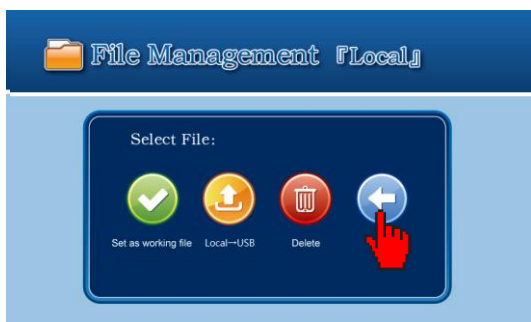 File Management 『Local』
Select File:
Set as working file Local→USB Delete